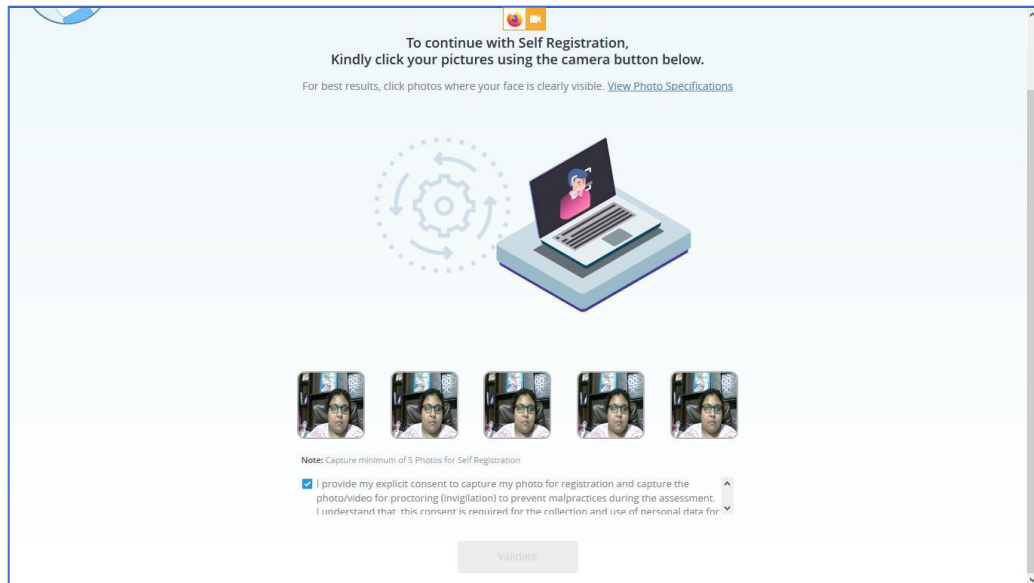 To continue with Self Registration,
Kindly click your pictures using the camera button below.
For best results, click photos where your face is clearly visible. View Photo Specifications
Note: Capture minimum of 5 Photos for Self Registration
I provide my explicit consent to capture my photo for registration and capture the
photo/video for proctoring (invigilation) to prevent malpractices during the assessment.
I understand that this consent is required for the collection and use of personal data for
Validate